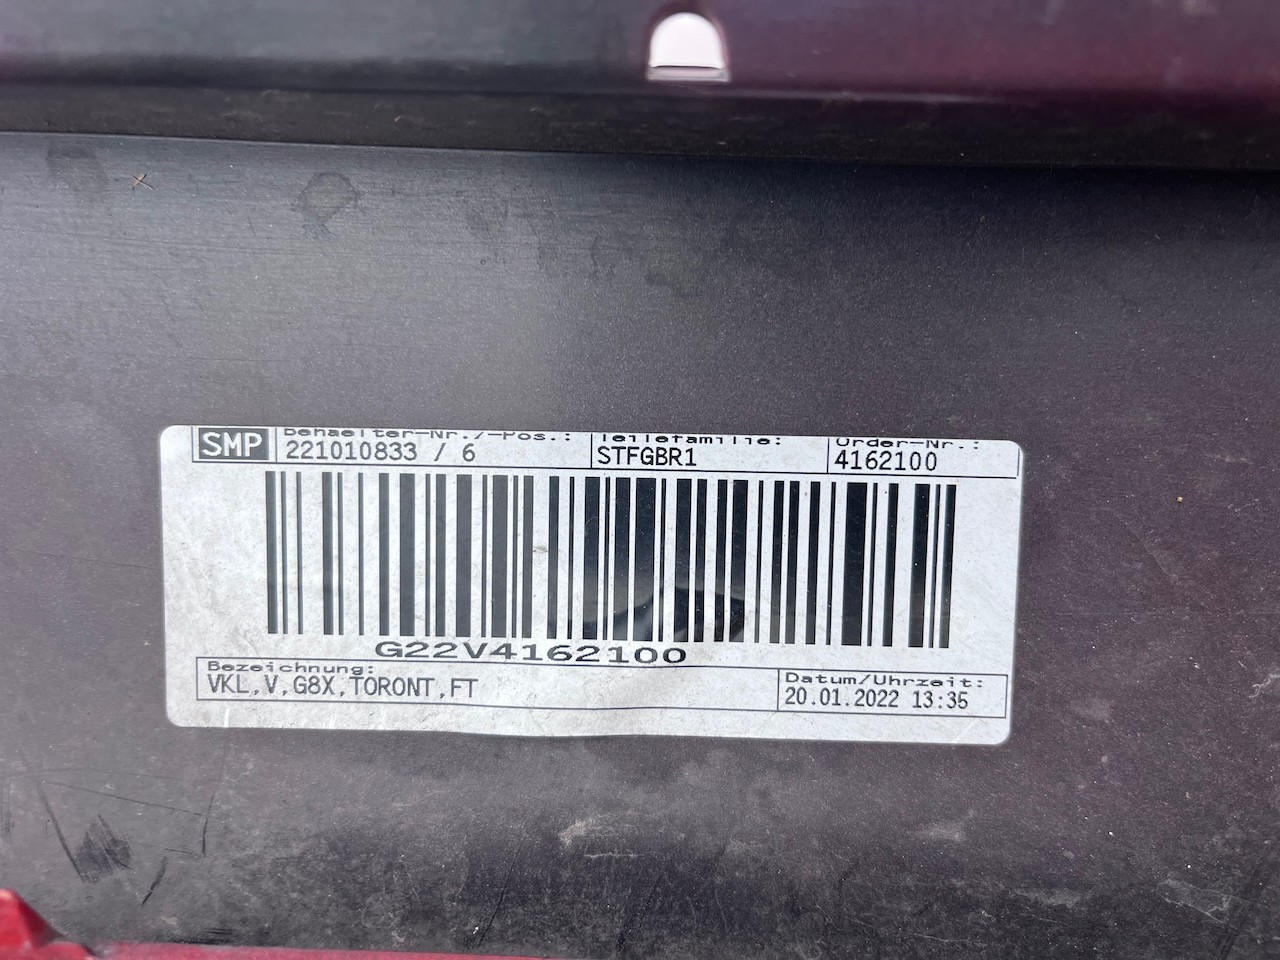 SMP
Behaelter-Nr./-Pos.:
221010833 / 6
Teilefamilie:
STFGBR1
Order-Nr.:
4162100
G22V4162100
Bezeichnung:
VKL,V,G8X,TORONT,FT
Datum/Uhrzeit:
20.01.2022 13:35